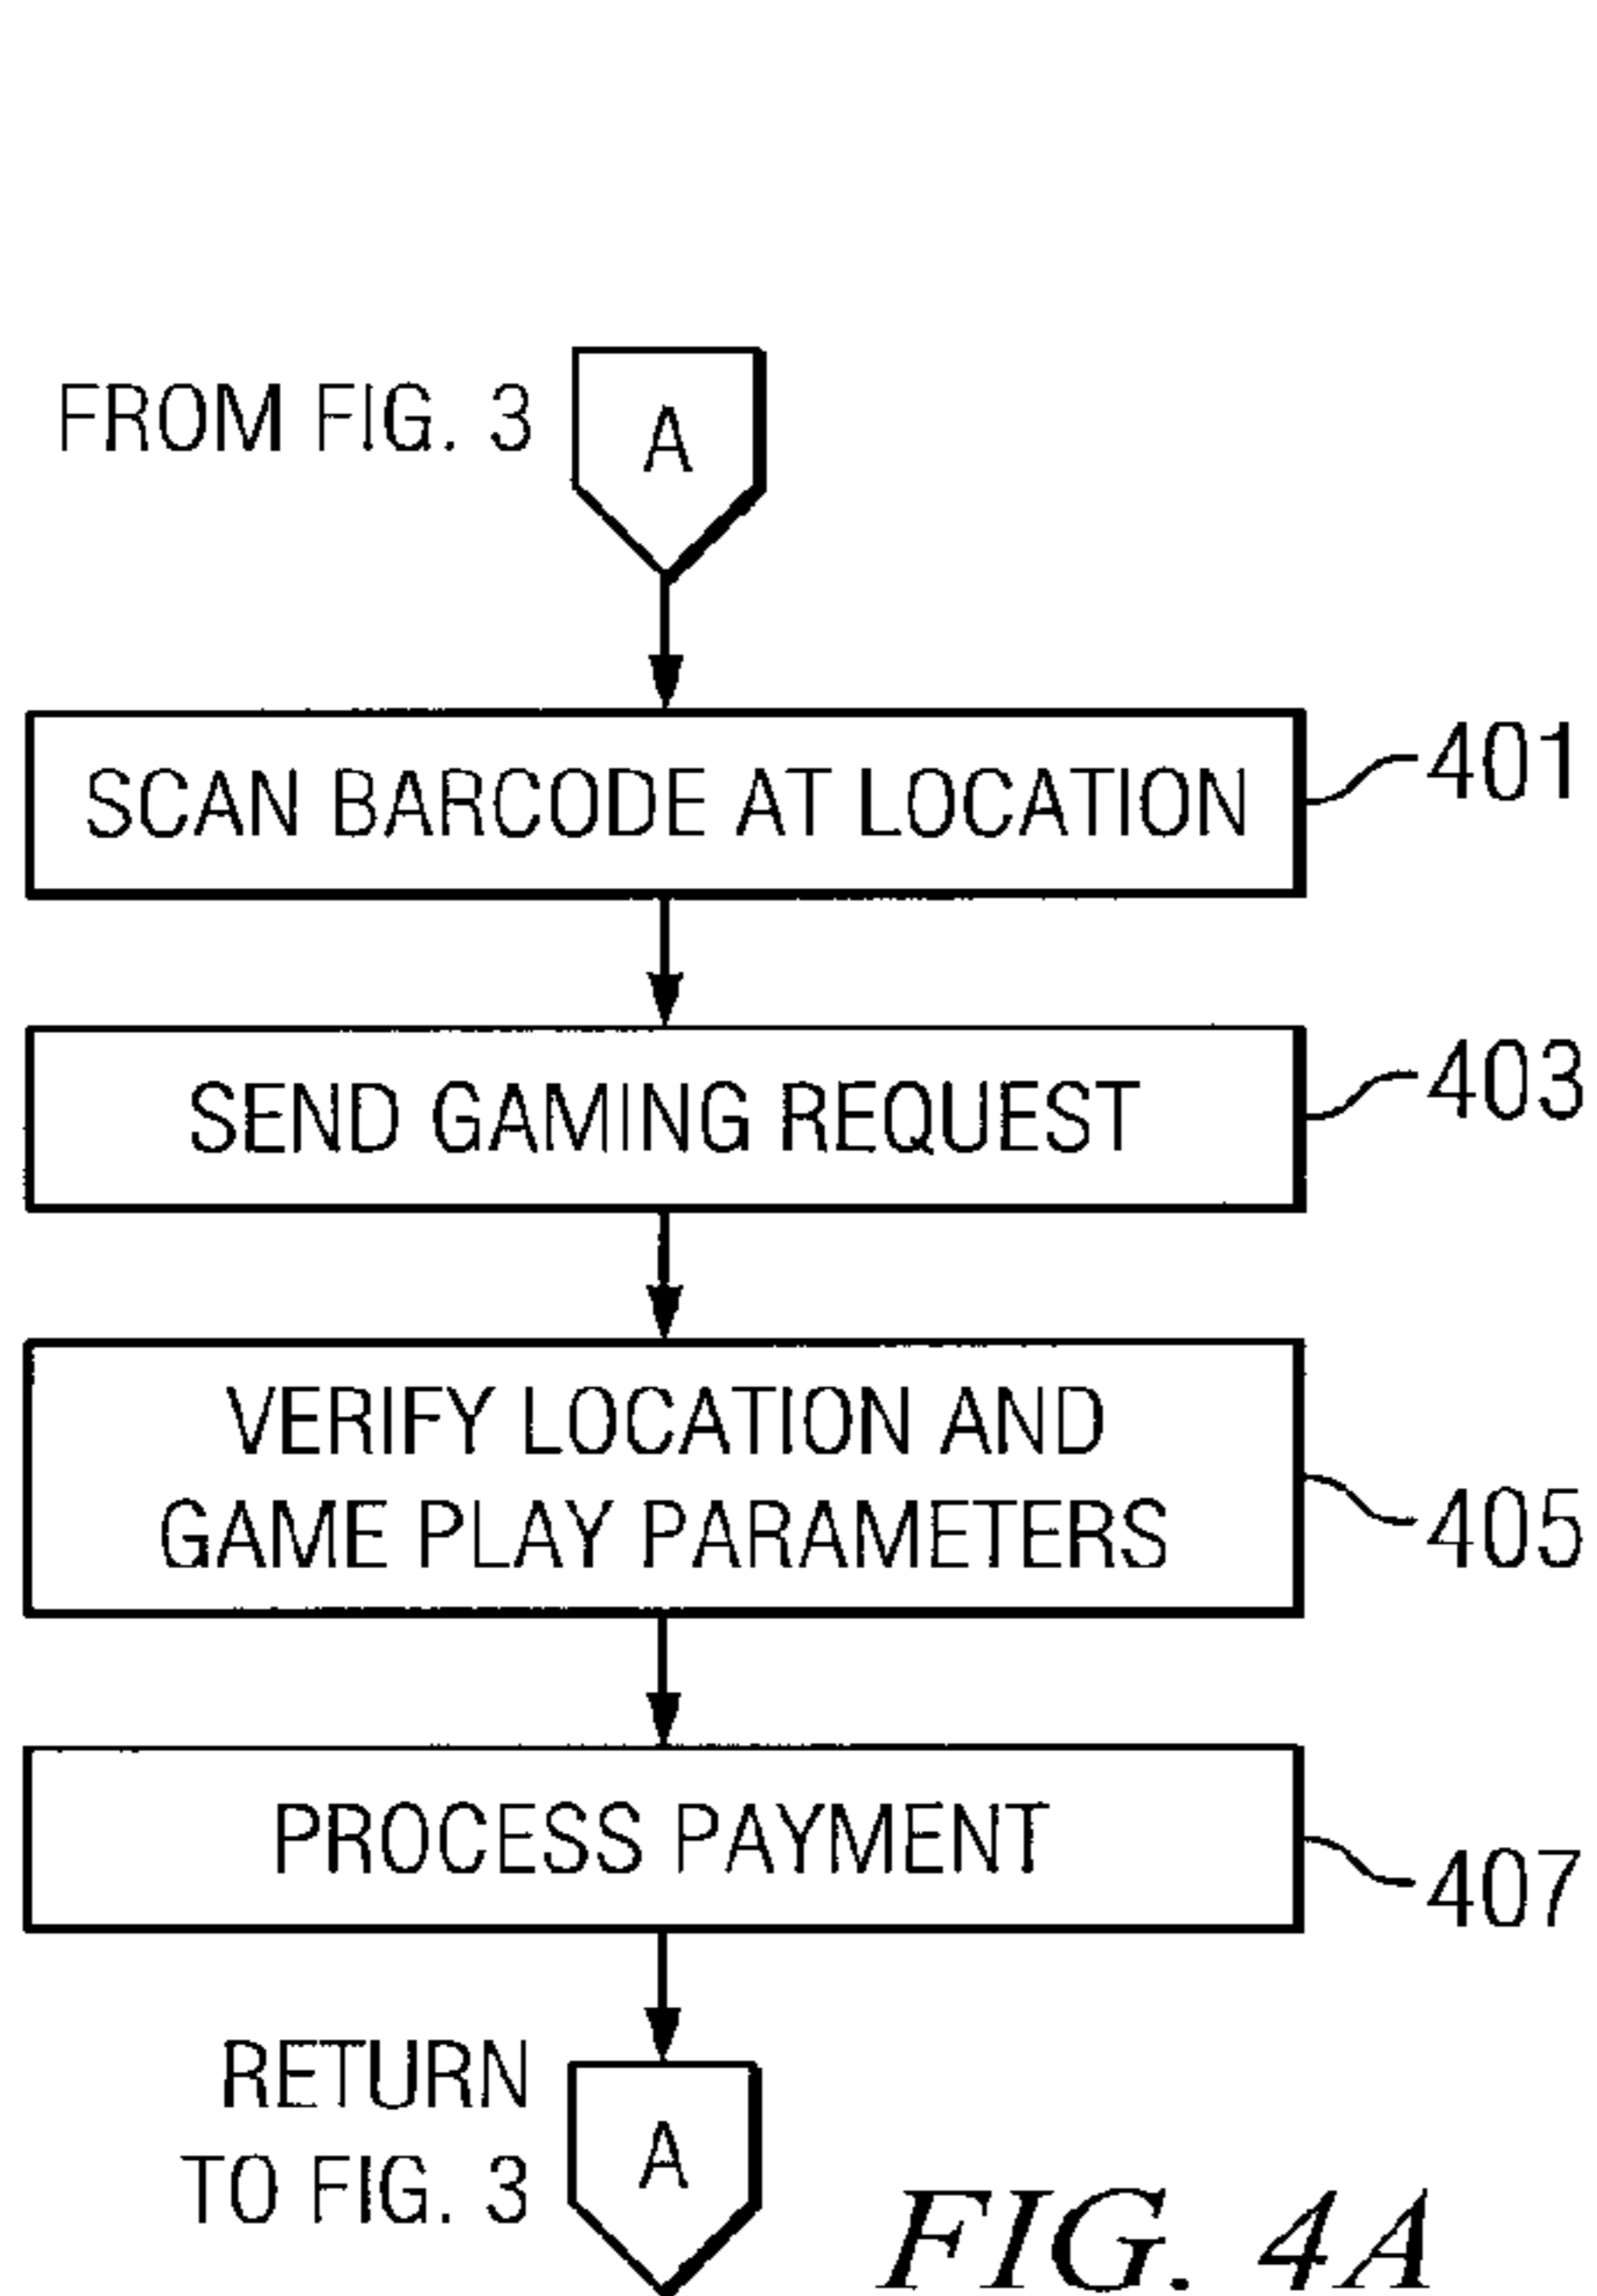 FROM FIG. 3
A
SCAN BARCODE AT LOCATION
401
SEND GAMING REQUEST
403
VERIFY LOCATION AND
GAME PLAY PARAMETERS
405
PROCESS PAYMENT
407
RETURN
TO FIG. 3
A
FIG. 4A